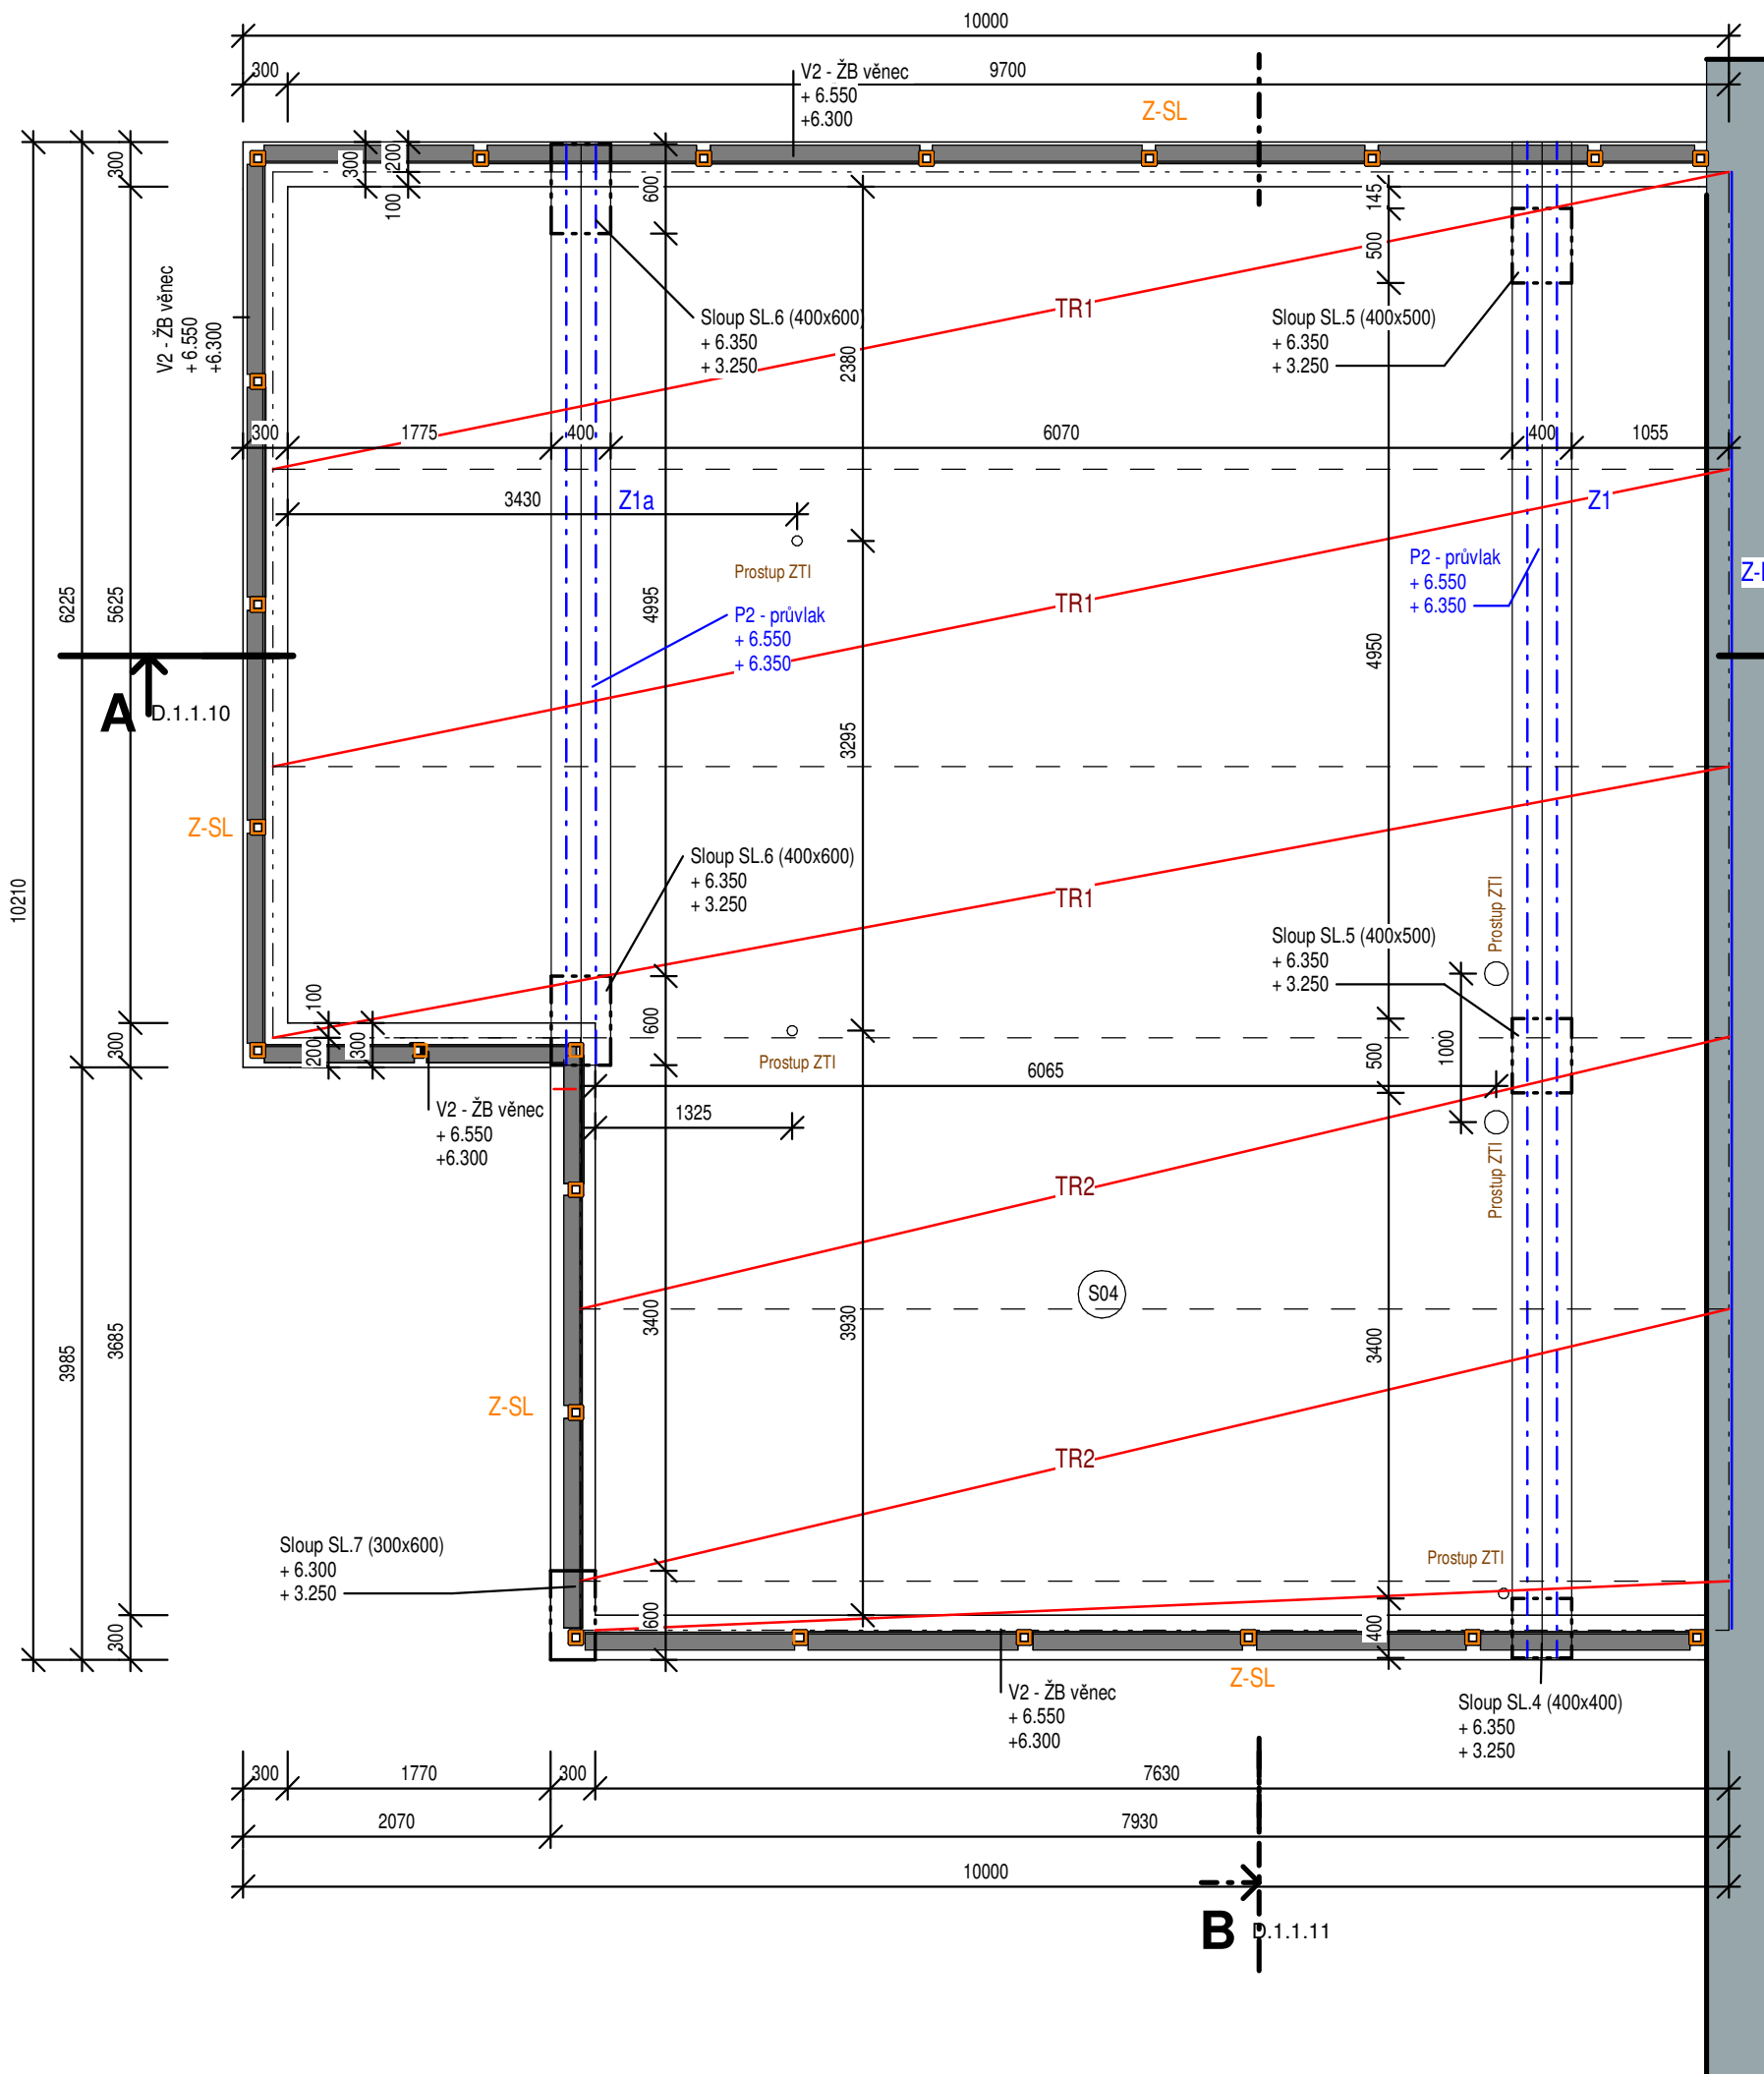 10000
300
9700
V2 - ŽB věnec
+ 6.550
+6.300
Z-SL
300
300
200
100
600
145
500
V2 - ŽB věnec
+ 6.550
+6.300
Sloup SL.6 (400x600)
+ 6.350
+ 3.250
TR1
Sloup SL.5 (400x500)
+ 6.350
+ 3.250
2380
300
1775
400
6070
400
1055
3430
Z1a
Z1
Prostup ZTI
P2 - průvlak
+ 6.550
+ 6.350
P2 - průvlak
+ 6.550
+ 6.350
TR1
6225
5625
4995
4950
3295
A
D.1.1.10
Z-SL
10210
Sloup SL.6 (400x600)
+ 6.350
+ 3.250
TR1
Sloup SL.5 (400x500)
+ 6.350
+ 3.250
Prostup ZTI
100
200
300
300
600
500
1000
Prostup ZTI
6065
1325
V2 - ŽB věnec
+ 6.550
+6.300
TR2
Prostup ZTI
S04
3985
3685
3400
3930
3400
Z-SL
TR2
Sloup SL.7 (300x600)
+ 6.300
+ 3.250
Prostup ZTI
300
600
400
Z-SL
V2 - ŽB věnec
+ 6.550
+6.300
Sloup SL.4 (400x400)
+ 6.350
+ 3.250
300
1770
300
7630
2070
7930
10000
B
D.1.1.11